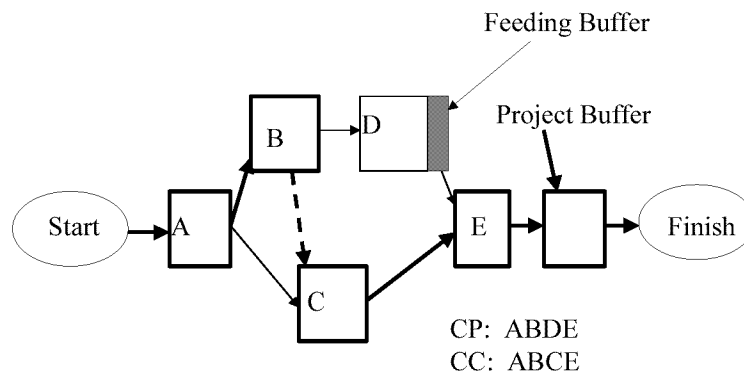 Feeding Buffer
Project Buffer
B
D
Start
A
E
Finish
C
CP: ABDE
CC: ABCE